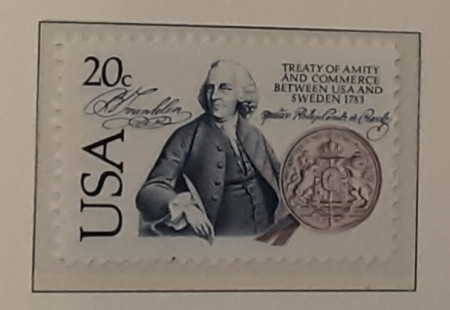 20c
TREATY OF AMITY
AND COMMERCE
BETWEEN USA AND
SWEDEN 1783
B Franklin
USA